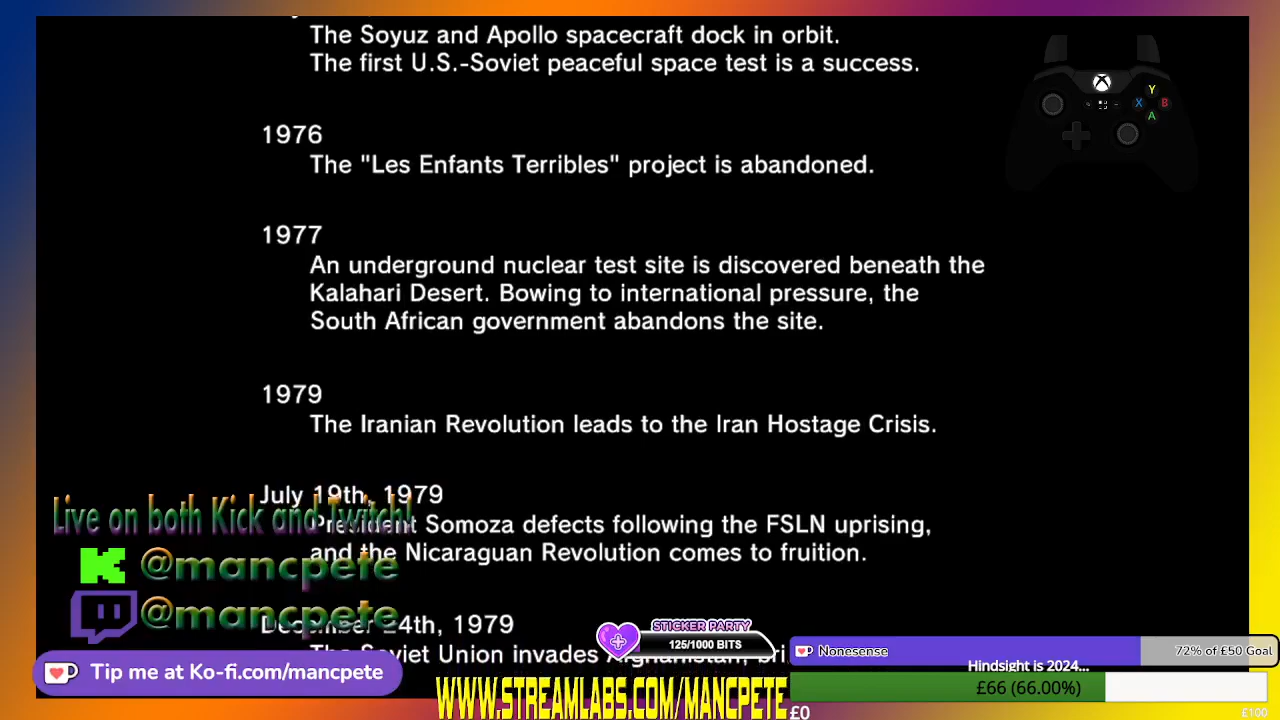 The Soyuz and Apollo spacecraft dock in orbit.
The first U.S.-Soviet peaceful space test is a success.
1976
The "Les Enfants Terribles" project is abandoned.
1977
An underground nuclear test site is discovered beneath the
Kalahari Desert. Bowing to international pressure, the
South African government abandons the site.
1979
The Iranian Revolution leads to the Iran Hostage Crisis.
July 19th, 1979
President Somoza defects following the FSLN uprising,
and the Nicaraguan Revolution comes to fruition.
December 24th, 1979
The Soviet Union invades Afghanistan,
Live on both Kick and Twitch!
@mancpete
@mancpete
Tip me at Ko-fi.com/mancpete
STICKER PARTY
125/1000 BITS
WWW.STREAMLABS.COM/MANCPETE
Nonesense
72% of £50 Goal
Hindsight is 2024...
£66 (66.00%)
£0
£100
Y
X
B
A